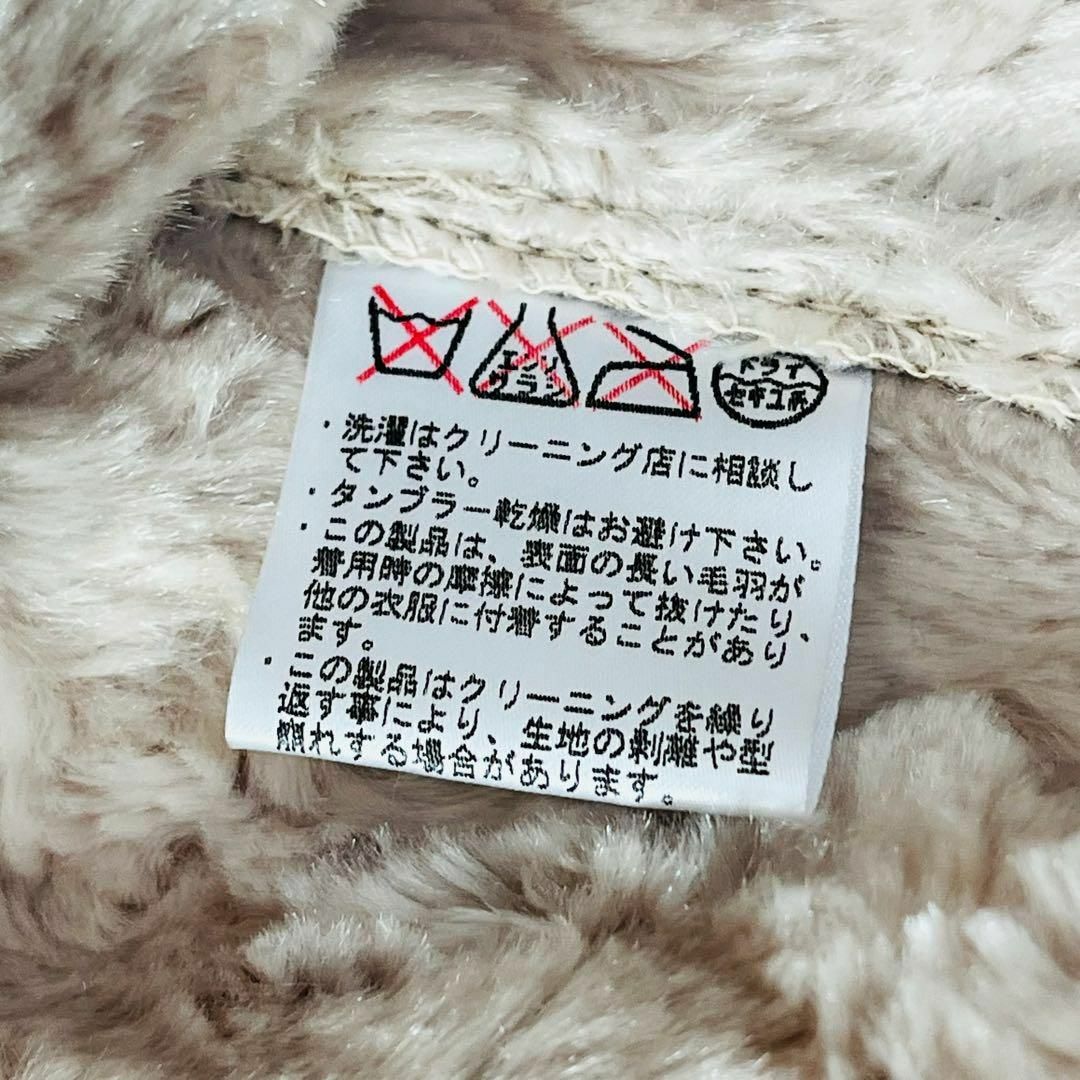 エンソ
サラシ
ドライ
セキユ系
・洗濯はクリーニング店に相談し
て下さい。
・タンブラー乾燥はお避け下さい。
・この製品は、表面の長い毛羽が
着用時の摩擦によって抜けたり、
他の衣服に付着することがあり
ます。
・この製品はクリーニングを繰り
返す事により、生地の剥離や型
崩れする場合があります。